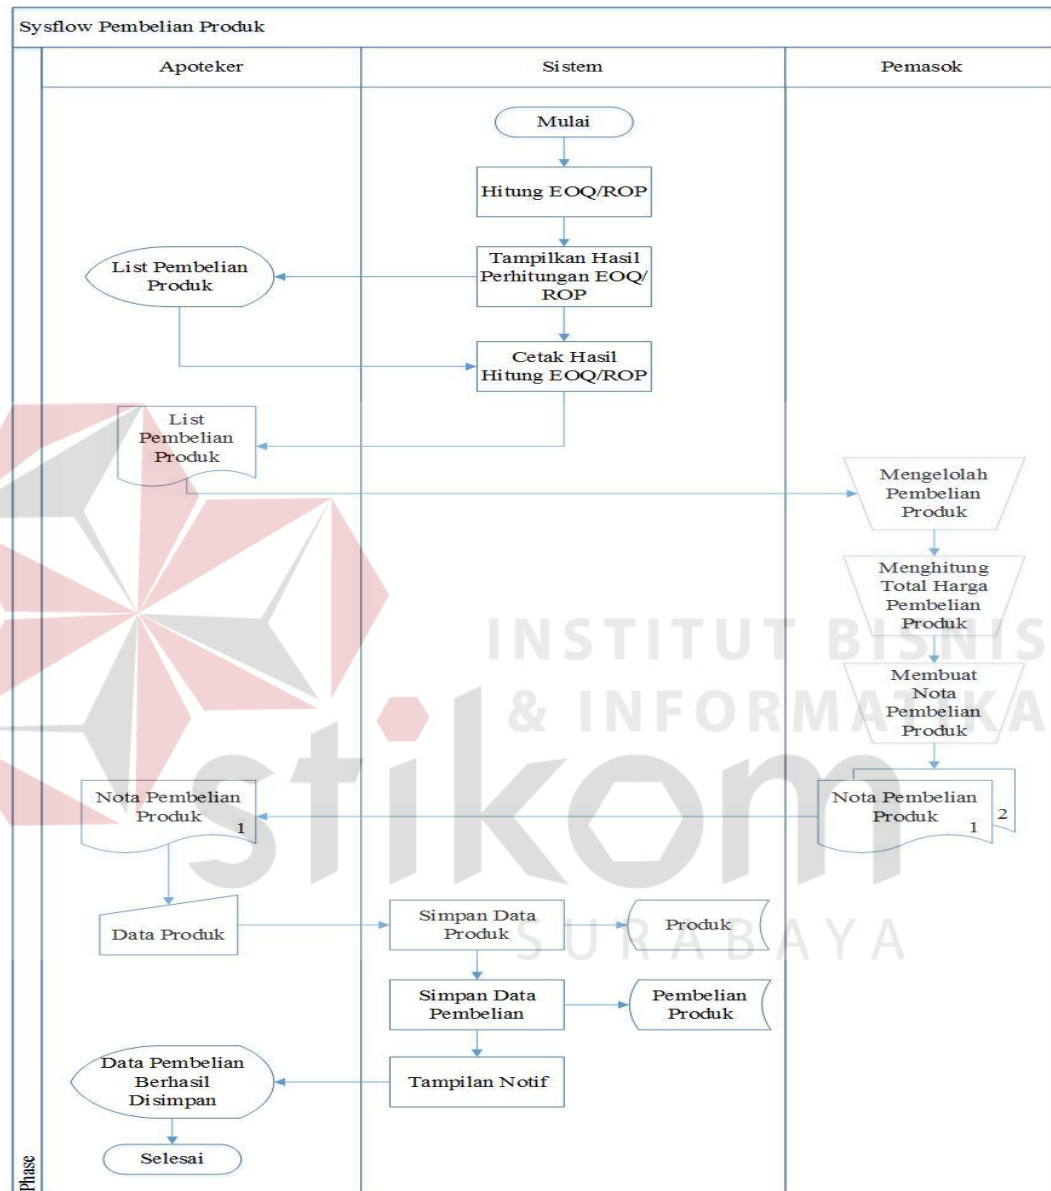 Sysflow Pembelian Produk
Apoteker
Sistem
Pemasok
Mulai
Hitung EOQ/ROP
Tampilkan Hasil
Perhitungan EOQ/
ROP
List Pembelian
Produk
Cetak Hasil
Hitung EOQ/ROP
List
Pembelian
Produk
Mengelolah
Pembelian
Produk
Menghitung
Total Harga
Pembelian
Produk
Membuat
Nota
Pembelian
Produk
Nota Pembelian
Produk
1
2
Nota Pembelian
Produk
1
Data Produk
Simpan Data
Produk
Produk
Simpan Data
Pembelian
Pembelian
Produk
Tampilan Notif
Data Pembelian
Berhasil
Disimpan
Selesai
Phase
INSTITUT BISNIS
& INFORMATIKA
stikom
SURABAYA